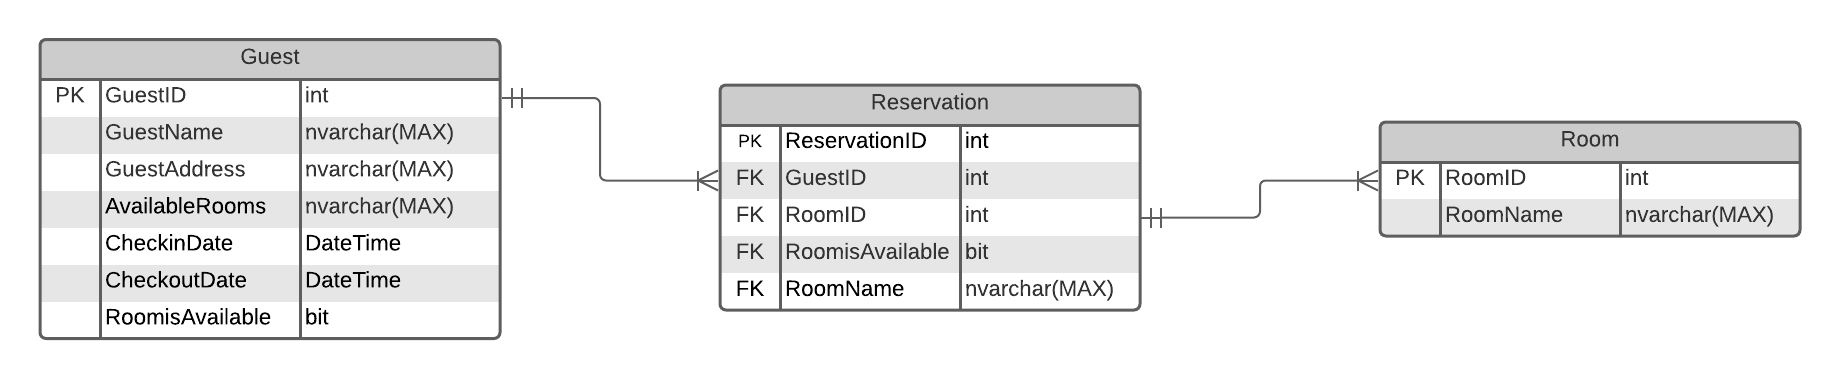 Guest
PK GuestID int
GuestName nvarchar(MAX)
GuestAddress nvarchar(MAX)
AvailableRooms nvarchar(MAX)
CheckinDate DateTime
CheckoutDate DateTime
RoomisAvailable bit
Reservation
PK ReservationID int
FK GuestID int
FK RoomID int
FK RoomisAvailable bit
FK RoomName nvarchar(MAX)
Room
PK RoomID int
RoomName nvarchar(MAX)